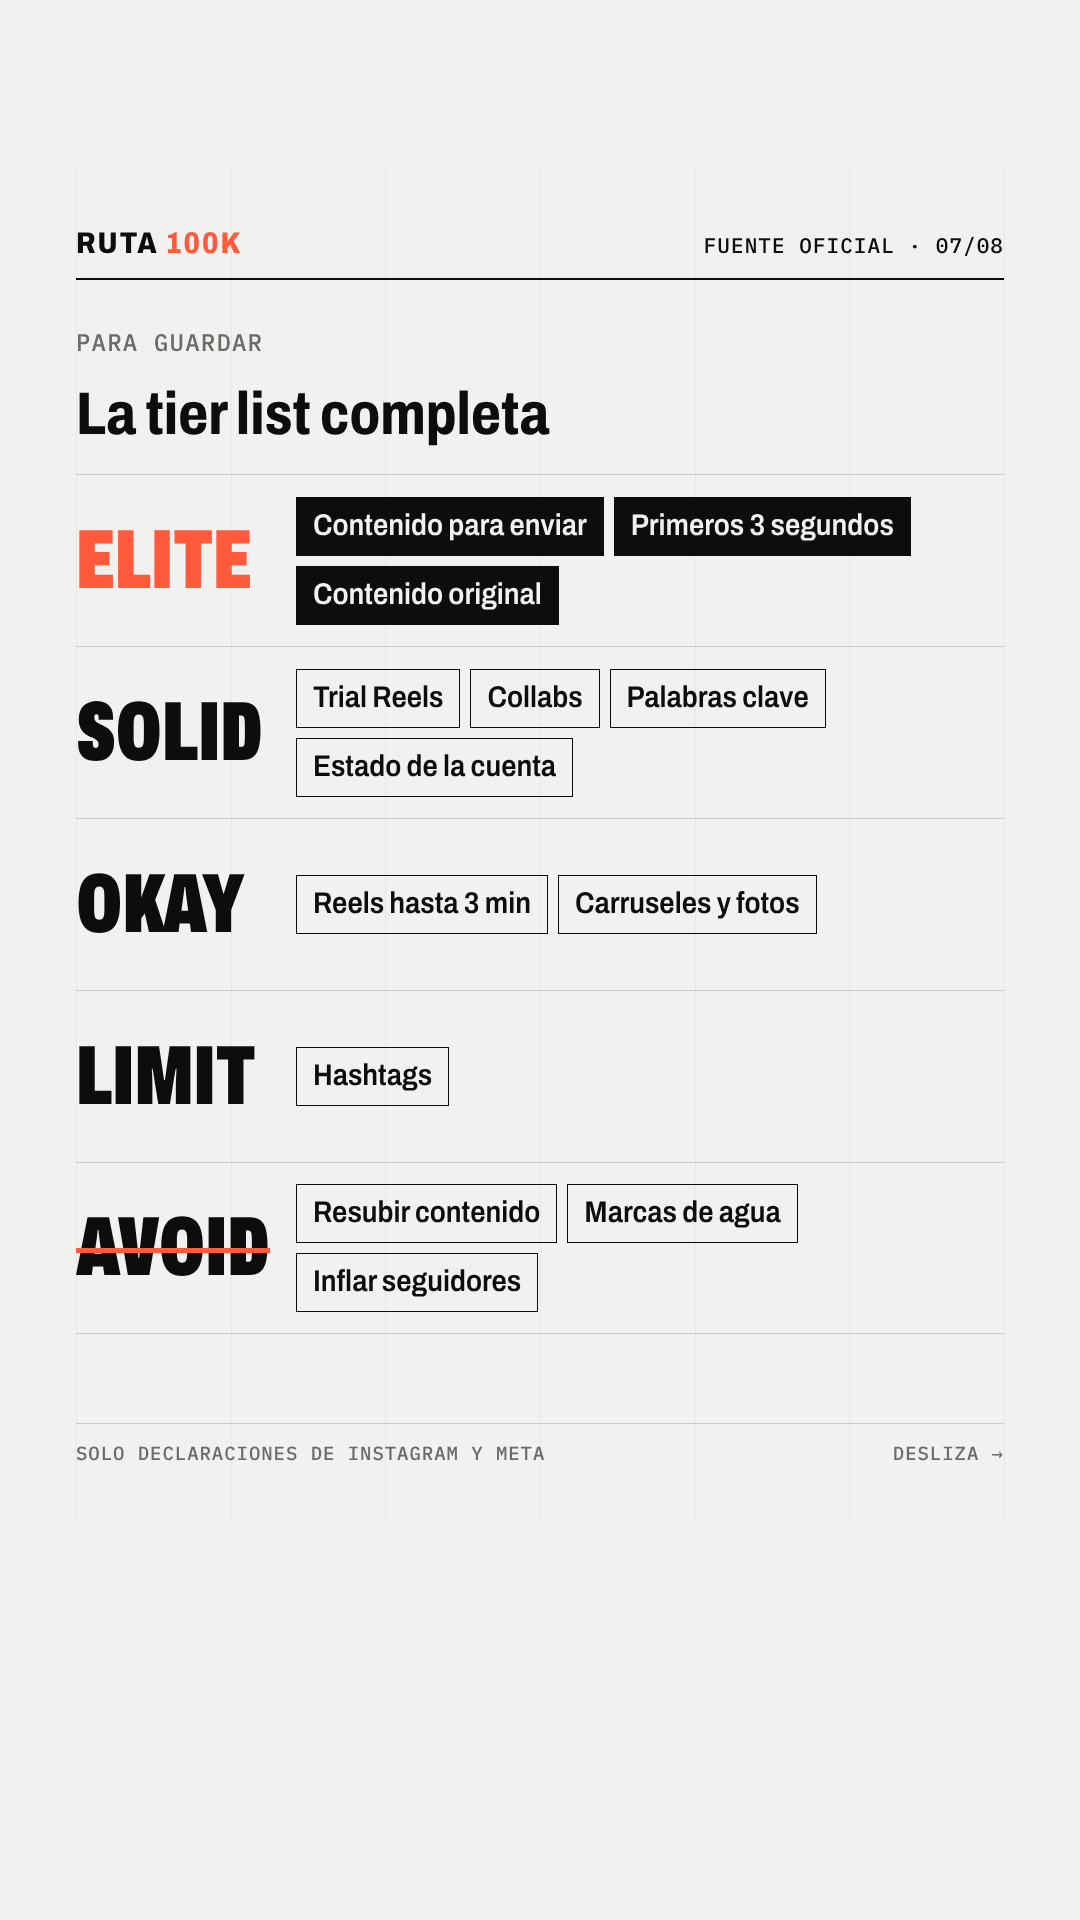 RUTA 100K
FUENTE OFICIAL · 07/08
PARA GUARDAR
La tier list completa
ELITE
Contenido para enviar
Primeros 3 segundos
Contenido original
SOLID
Trial Reels
Collabs
Palabras clave
Estado de la cuenta
OKAY
Reels hasta 3 min
Carruseles y fotos
LIMIT
Hashtags
AVOID
Resubir contenido
Marcas de agua
Inflar seguidores
SOLO DECLARACIONES DE INSTAGRAM Y META
DESLIZA →